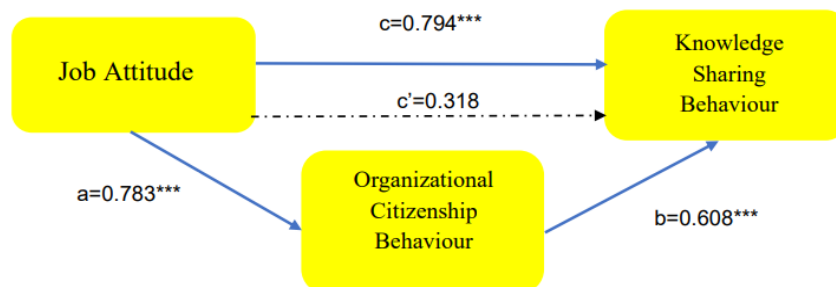 c=0.794***
Job Attitude
Knowledge
Sharing
Behaviour
c’=0.318
a=0.783***
Organizational
Citizenship
Behaviour
b=0.608***